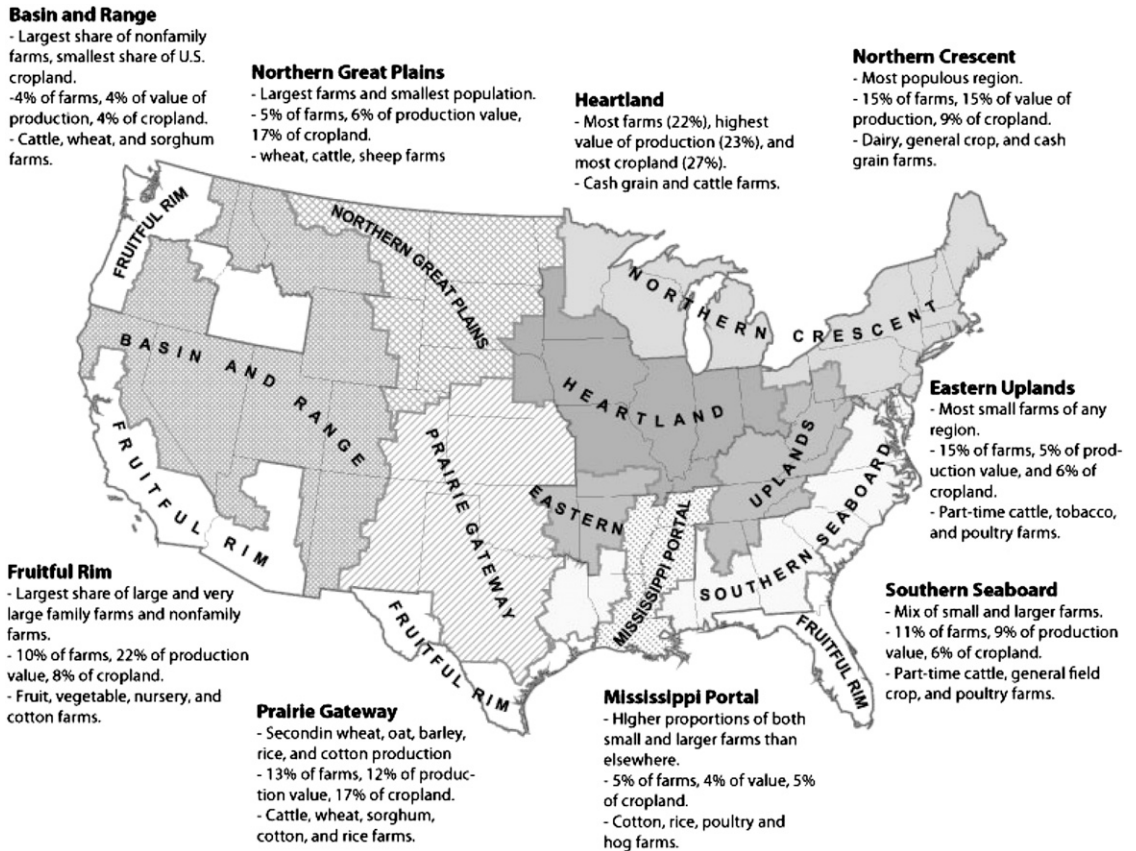 Basin and Range
- Largest share of nonfamily
farms, smallest share of U.S.
cropland.
-4% of farms, 4% of value of
production, 4% of cropland.
- Cattle, wheat, and sorghum
farms.
Northern Great Plains
- Largest farms and smallest population.
- 5% of farms, 6% of production value,
17% of cropland.
- wheat, cattle, sheep farms
Heartland
- Most farms (22%), highest
value of production (23%), and
most cropland (27%).
- Cash grain and cattle farms.
Northern Crescent
- Most populous region.
- 15% of farms, 15% of value of
production, 9% of cropland.
- Dairy, general crop, and cash
grain farms.
FRUITFUL RIM
NORTHERN GREAT PLAINS
NORTHERN CRESCENT
BASIN AND RANGE
HEARTLAND
FRUITFUL RIM
PRAIRIE GATEWAY
EASTERN UPLANDS
MISSISSIPPI PORTAL
SOUTHERN SEABOARD
FRUITFUL RIM
FRUITFUL RIM
Eastern Uplands
- Most small farms of any
region.
- 15% of farms, 5% of prod-
uction value, and 6% of
cropland.
- Part-time cattle, tobacco,
and poultry farms.
Fruitful Rim
- Largest share of large and very
large family farms and nonfamily
farms.
- 10% of farms, 22% of production
value, 8% of cropland.
- Fruit, vegetable, nursery, and
cotton farms.
Prairie Gateway
- Secondin wheat, oat, barley,
rice, and cotton production
- 13% of farms, 12% of produc-
tion value, 17% of cropland.
- Cattle, wheat, sorghum,
cotton, and rice farms.
Mississippi Portal
- Higher proportions of both
small and larger farms than
elsewhere.
- 5% of farms, 4% of value, 5%
of cropland.
- Cotton, rice, poultry and
hog farms.
Southern Seaboard
- Mix of small and larger farms.
- 11% of farms, 9% of production
value, 6% of cropland.
- Part-time cattle, general field
crop, and poultry farms.